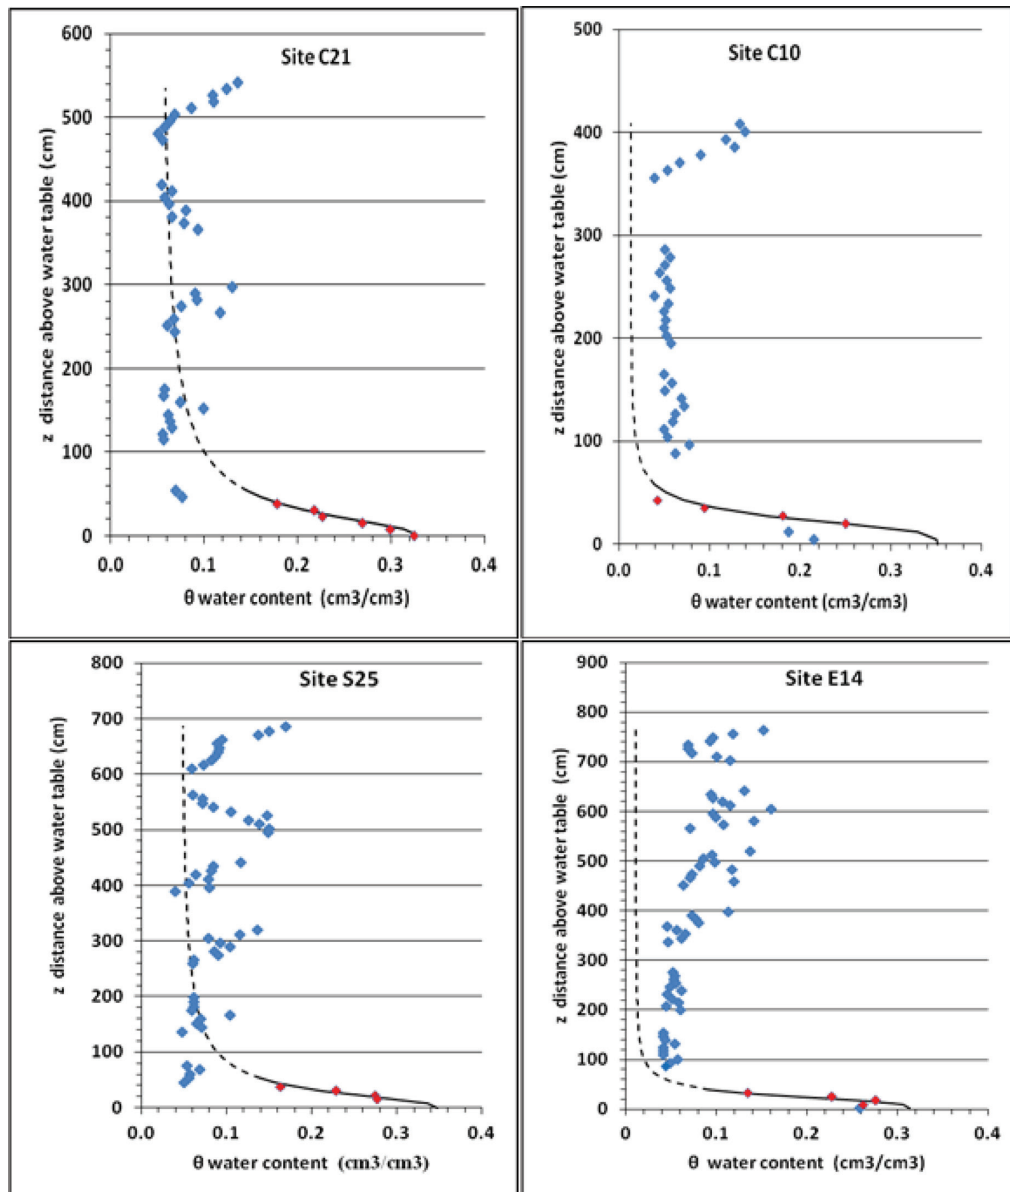 Site C21
600
500
400
300
200
100
0
z distance above water table (cm)
0.0 0.1 0.2 0.3 0.4
θ water content (cm3/cm3)
Site C10
500
400
300
200
100
0
z distance above water table (cm)
0.0 0.1 0.2 0.3 0.4
θ water content (cm3/cm3)
Site S25
800
700
600
500
400
300
200
100
0
z distance above water table (cm)
0.0 0.1 0.2 0.3 0.4
θ water content (cm3/cm3)
Site E14
900
800
700
600
500
400
300
200
100
0
z distance above water table (cm)
0 0.1 0.2 0.3 0.4
θ water content (cm3/cm3)